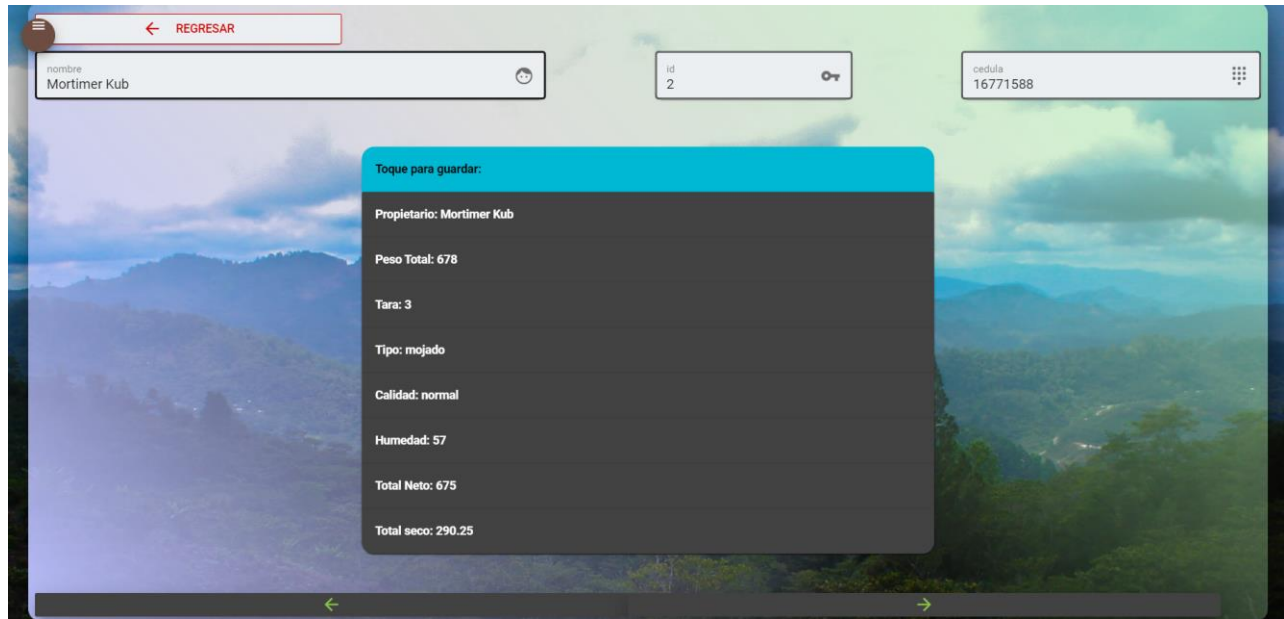 REGRESAR
nombre
Mortimer Kub
id
2
cedula
16771588
Toque para guardar:
Propietario: Mortimer Kub
Peso Total: 678
Tara: 3
Tipo: mojado
Calidad: normal
Humedad: 57
Total Neto: 675
Total seco: 290.25